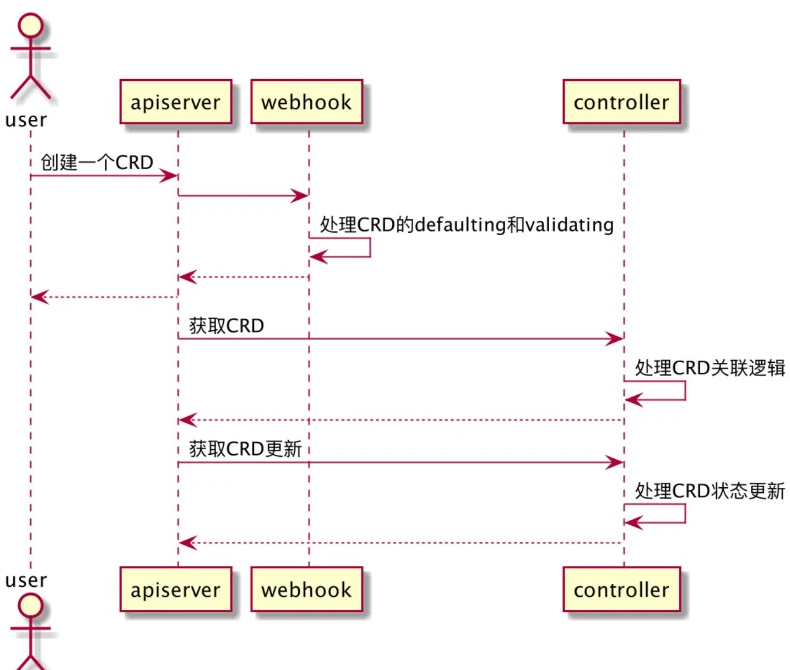 user
apiserver
webhook
controller
创建一个CRD
处理CRD的defaulting和validating
获取CRD
处理CRD关联逻辑
获取CRD更新
处理CRD状态更新
user
apiserver
webhook
controller